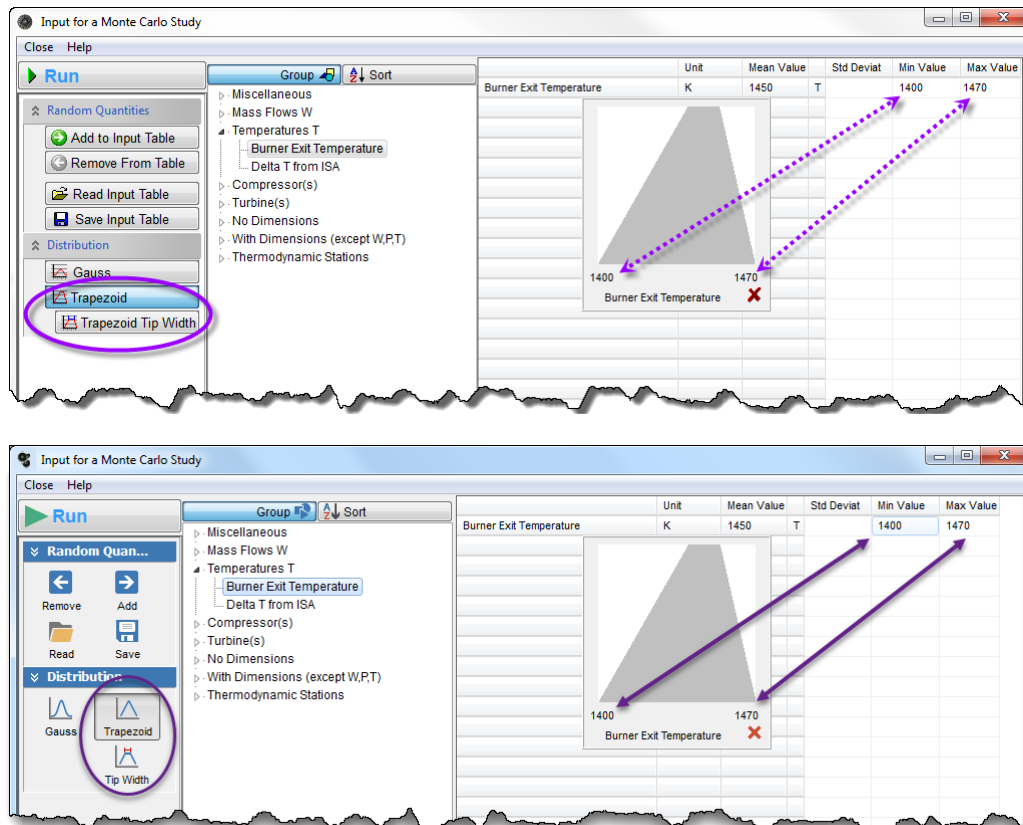 Input for a Monte Carlo Study
Close Help
Run
Group Sort
Unit Mean Value Std Deviat Min Value Max Value
Burner Exit Temperature K 1450 T 1400 1470
Random Quantities
Add to Input Table
Remove From Table
Read Input Table
Save Input Table
Distribution
Gauss
Trapezoid
Trapezoid Tip Width
Miscellaneous
Mass Flows W
Temperatures T
Burner Exit Temperature
Delta T from ISA
Compressor(s)
Turbine(s)
No Dimensions
With Dimensions (except W,P,T)
Thermodynamic Stations
1400 1470
Burner Exit Temperature
Input for a Monte Carlo Study
Close Help
Run
Group Sort
Unit Mean Value Std Deviat Min Value Max Value
Burner Exit Temperature K 1450 T 1400 1470
Random Quan...
Remove Add
Read Save
Distribution
Gauss Trapezoid
Tip Width
Miscellaneous
Mass Flows W
Temperatures T
Burner Exit Temperature
Delta T from ISA
Compressor(s)
Turbine(s)
No Dimensions
With Dimensions (except W,P,T)
Thermodynamic Stations
1400 1470
Burner Exit Temperature